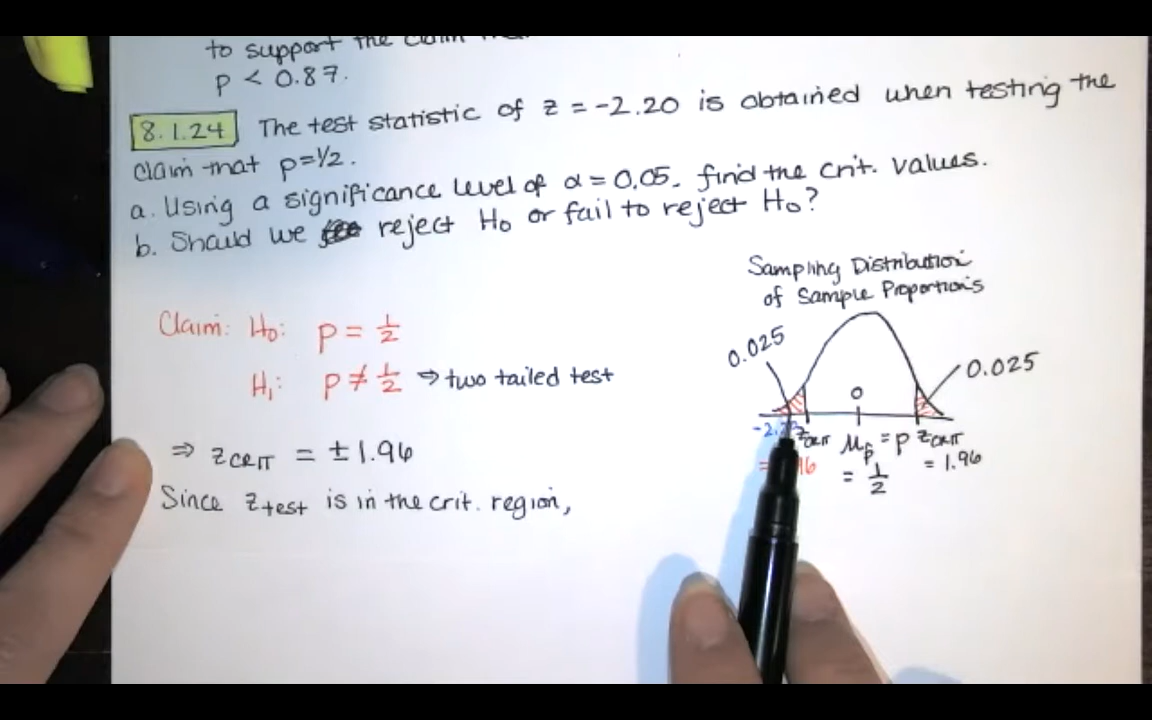 to support the claim
p < 0.87.
8.1.24 The test statistic of z = -2.20 is obtained when testing the
claim that p=1/2.
a. Using a significance level of α = 0.05, find the crit. values.
b. Should we reject H0 or fail to reject H0?
Sampling Distribution
of Sample Proportions
Claim: H0: p = 1/2
H1: p ≠ 1/2 ⇒ two tailed test
0.025
0.025
0
zCRIT μp̂ = p zCRIT
= 1/2 = 1.96
⇒ zCRIT = ± 1.96
Since ztest is in the crit. region,